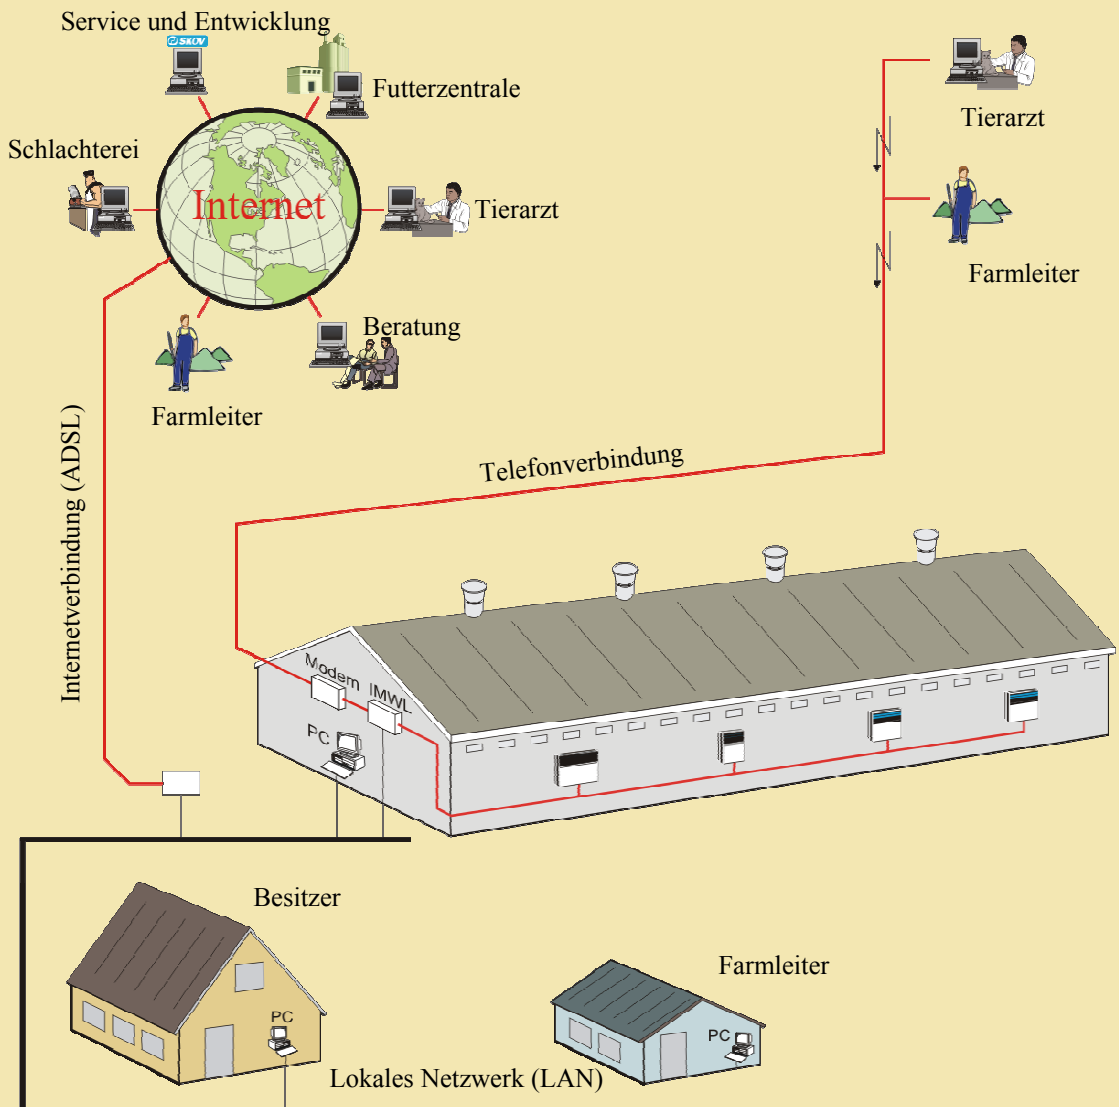 Service und Entwicklung
SKOV
Futterzentrale
Tierarzt
Schlachterei
Internet
Tierarzt
Farmleiter
Beratung
Farmleiter
Internetverbindung (ADSL)
Telefonverbindung
Modem
IMWL
PC
Besitzer
Farmleiter
PC
PC
Lokales Netzwerk (LAN)